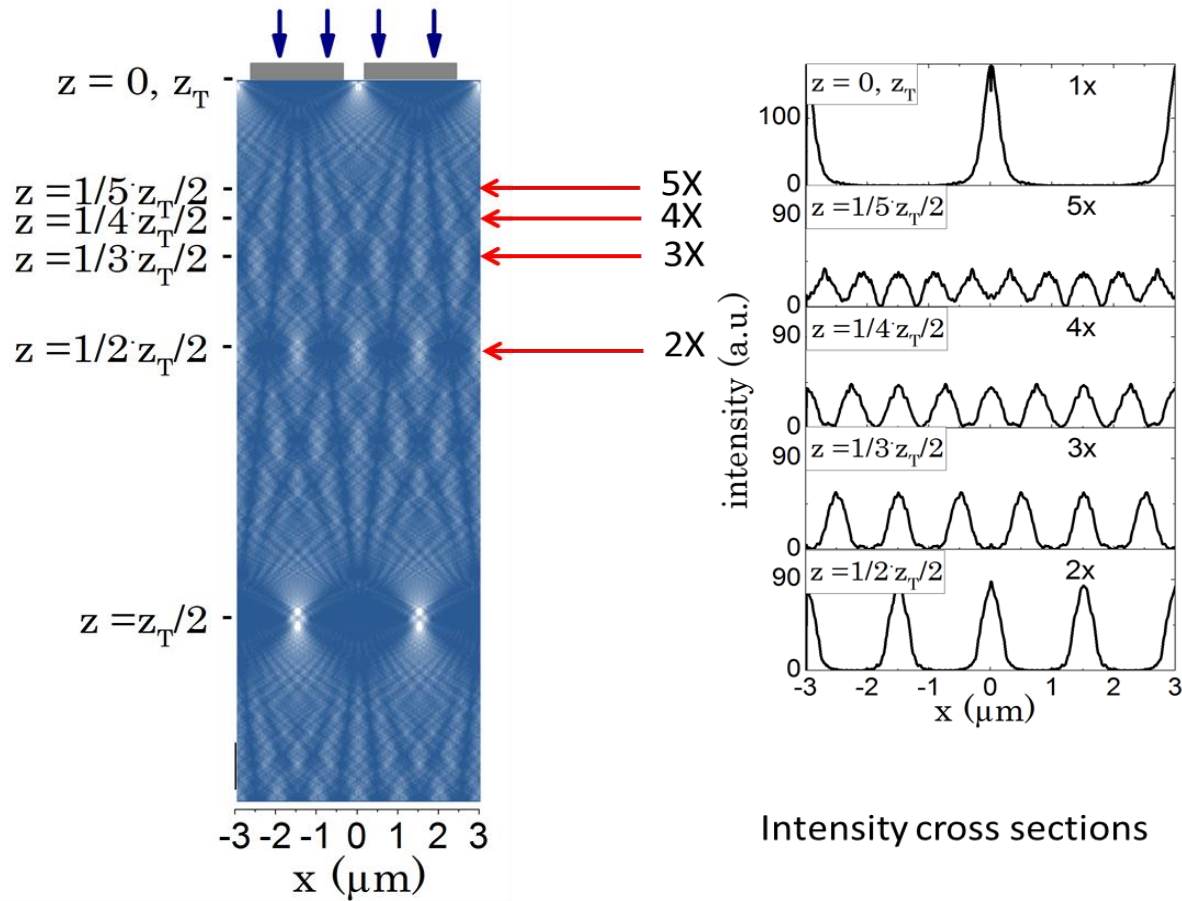 z = 0, z_T
z =1/5·z_T/2
z =1/4·z_T/2
z =1/3·z_T/2
z =1/2·z_T/2
z =z_T/2
-3 -2 -1 0 1 2 3
x (μm)
5X
4X
3X
2X
intensity (a.u.)
z = 0, z_T
1x
100
0
z =1/5·z_T/2
5x
90
0
z =1/4·z_T/2
4x
90
0
z =1/3·z_T/2
3x
90
0
z =1/2·z_T/2
2x
90
0
-3 -2 -1 0 1 2 3
x (μm)
Intensity cross sections